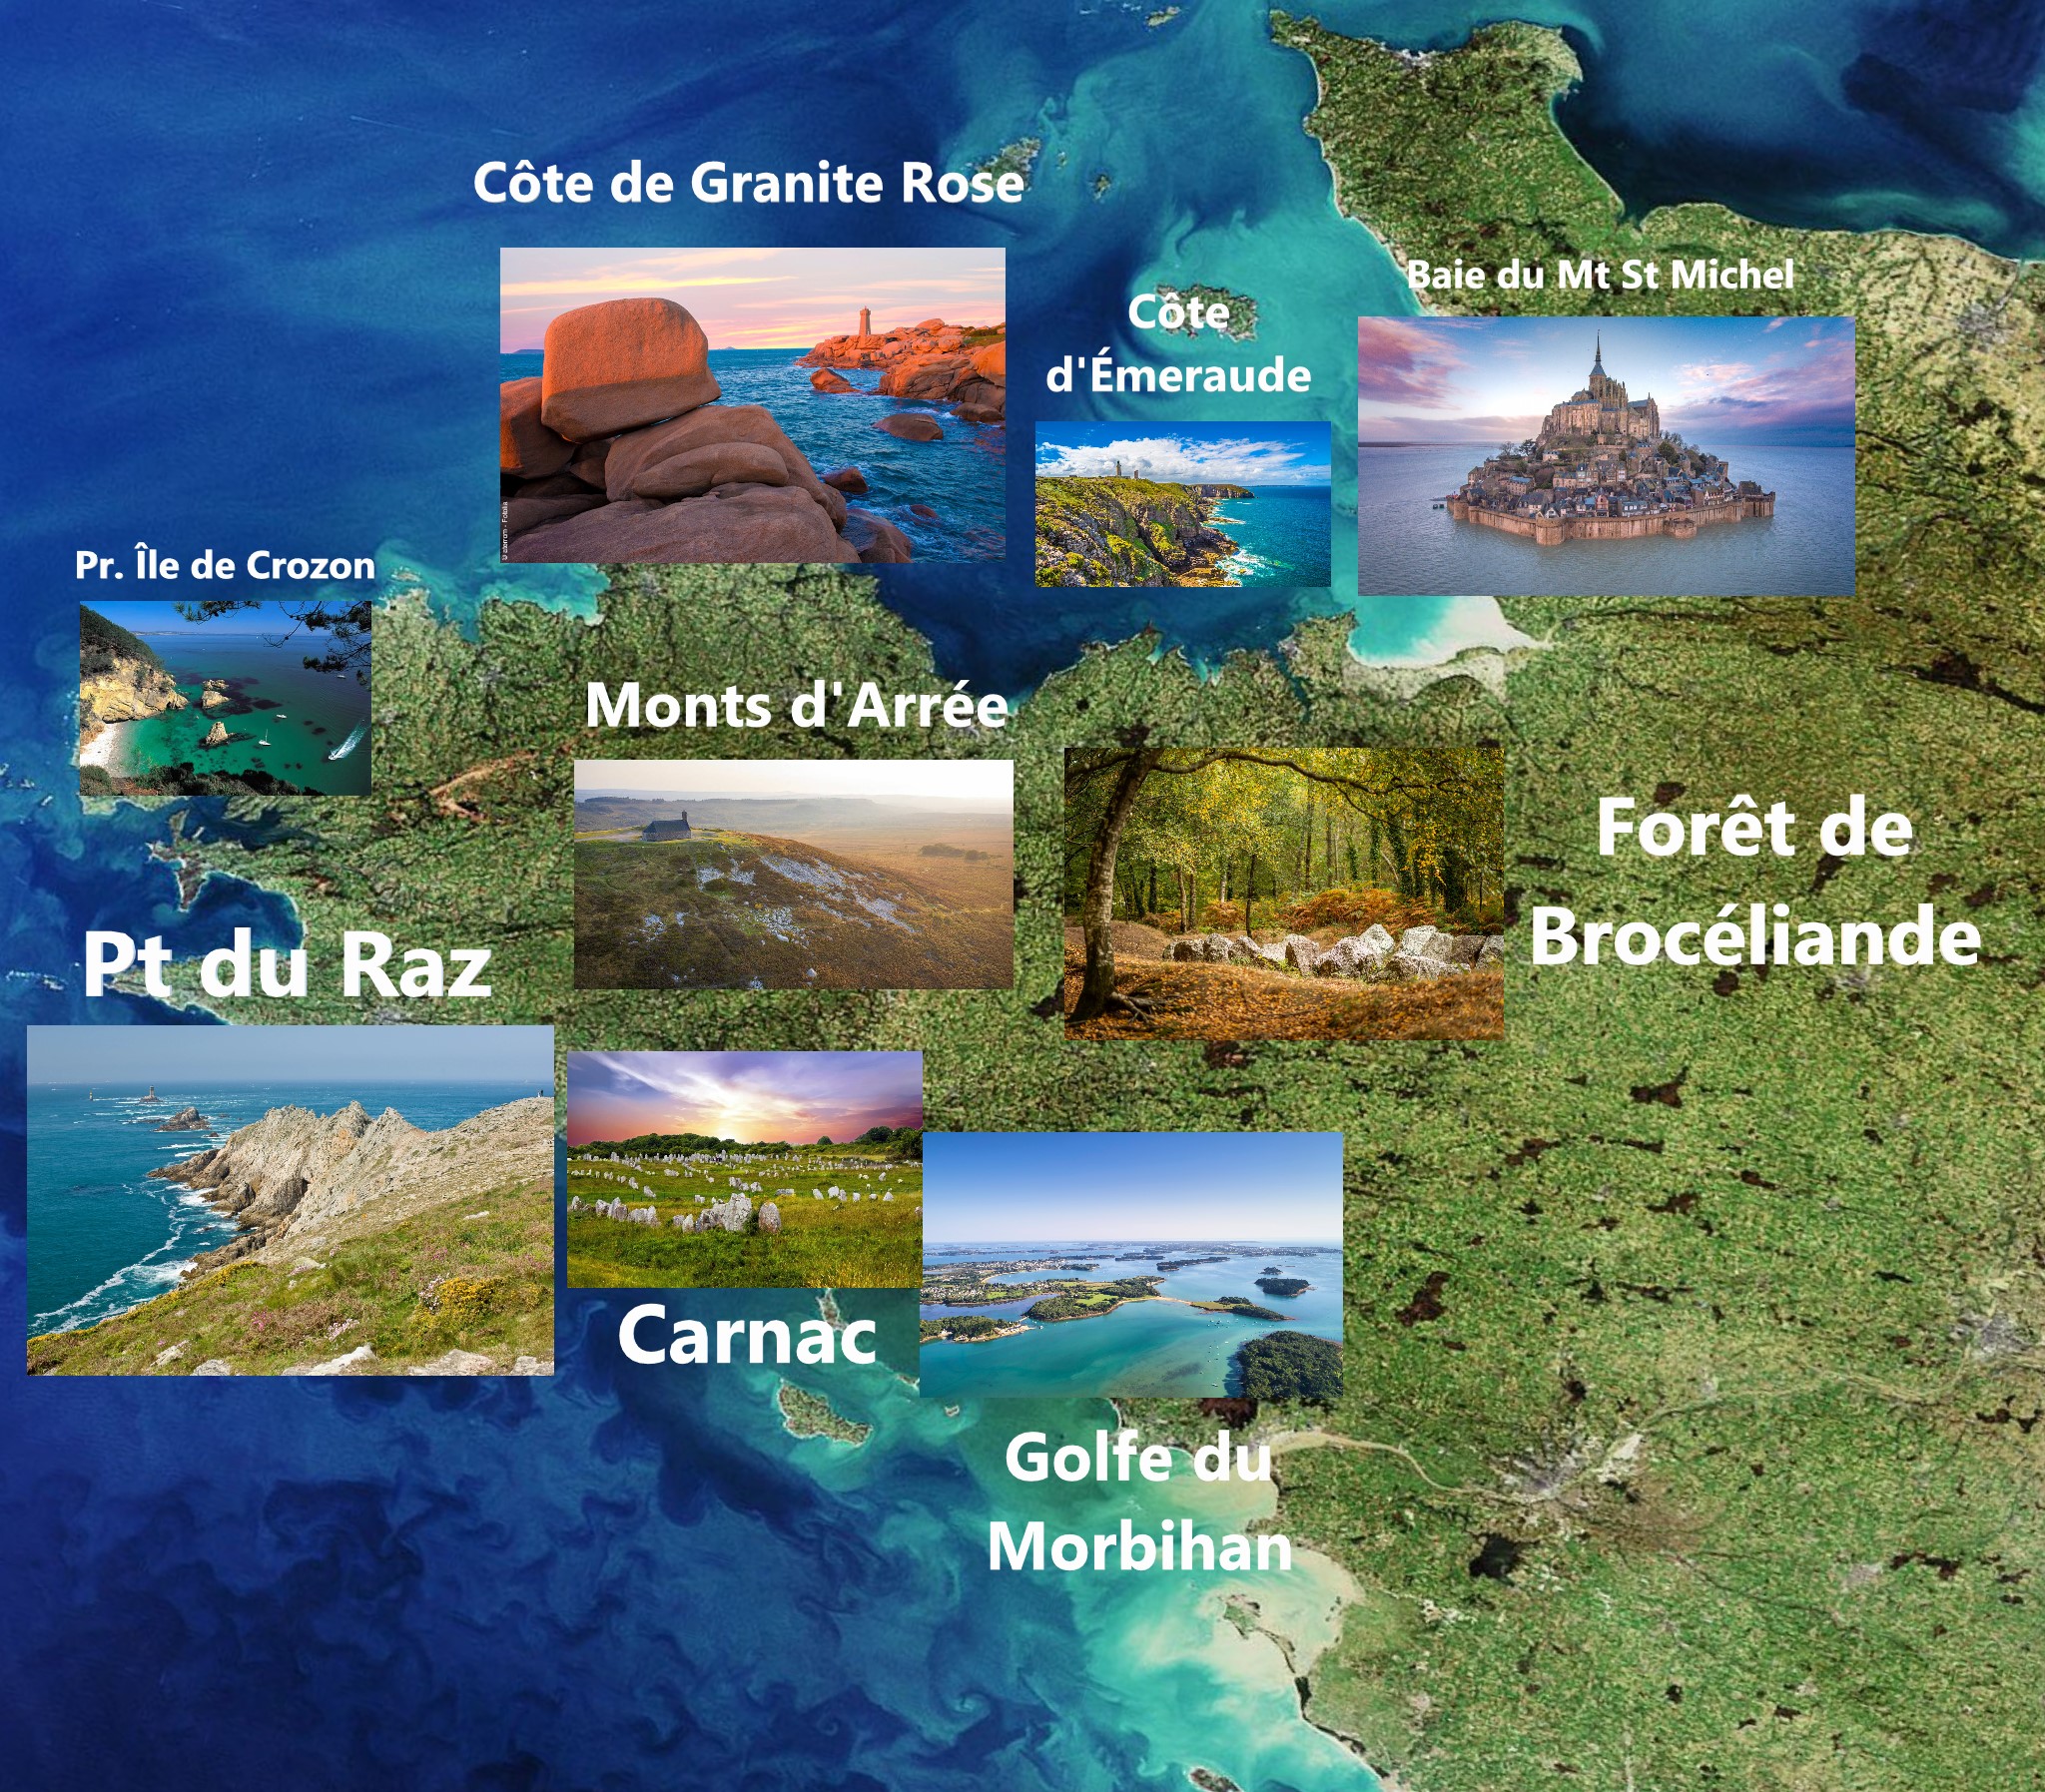 Côte de Granite Rose
Baie du Mt St Michel
Côte
d'Émeraude
Pr. Île de Crozon
Monts d'Arrée
Forêt de
Brocéliande
Pt du Raz
Carnac
Golfe du
Morbihan